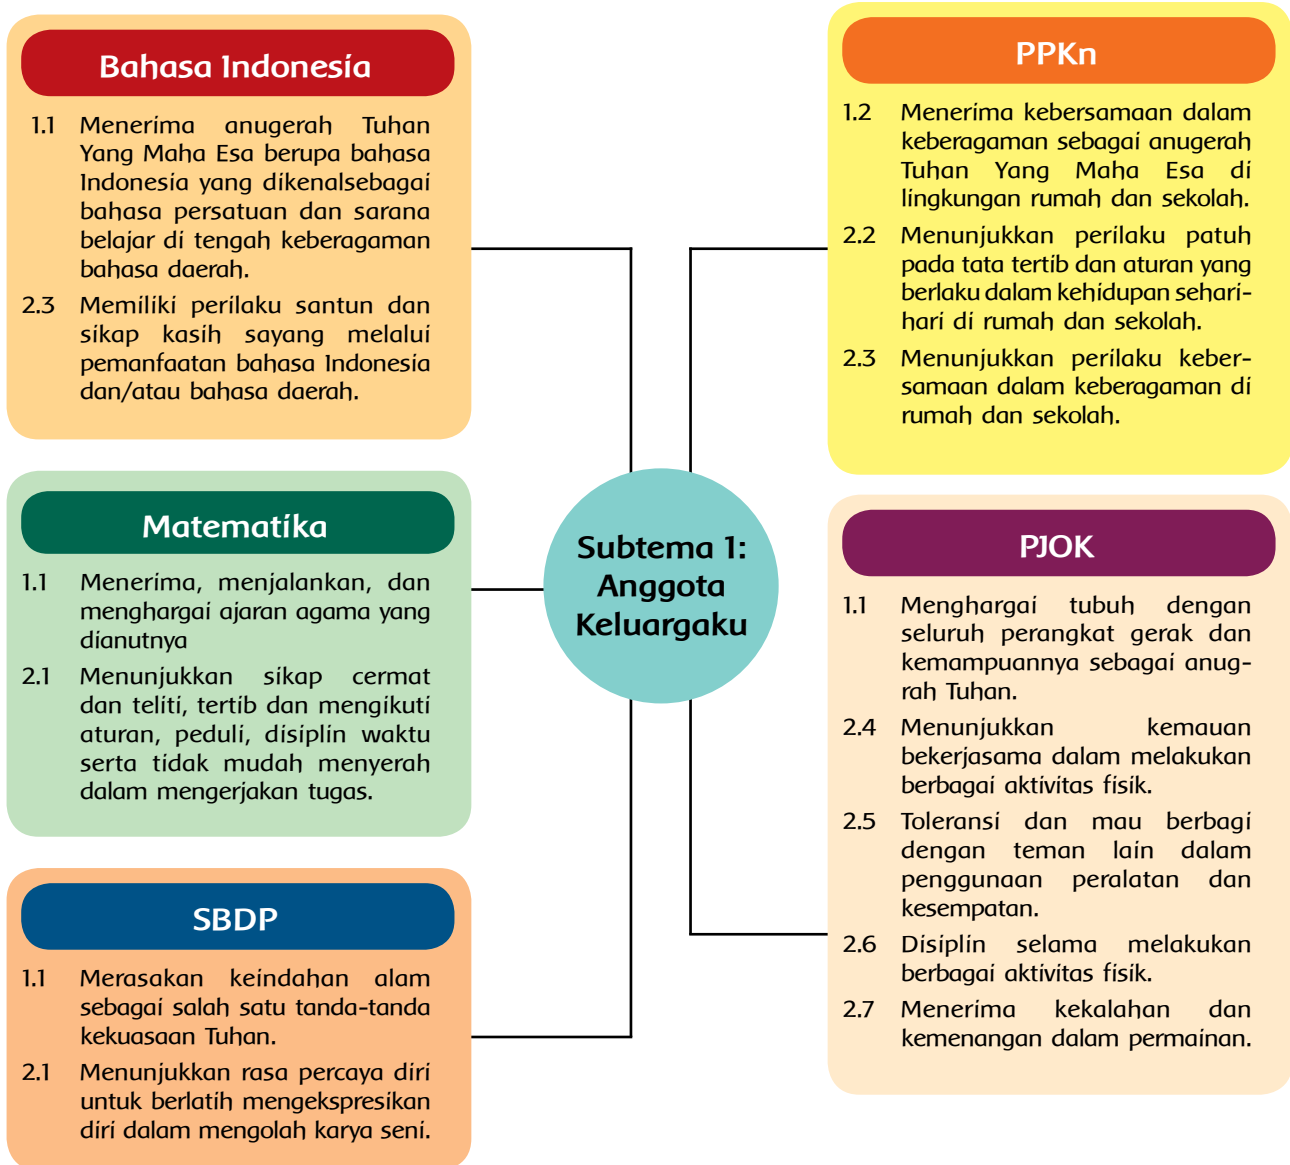 Bahasa Indonesia
1.1 Menerima anugerah Tuhan
Yang Maha Esa berupa bahasa
Indonesia yang dikenalsebagai
bahasa persatuan dan sarana
belajar di tengah keberagaman
bahasa daerah.
2.3 Memiliki perilaku santun dan
sikap kasih sayang melalui
pemanfaatan bahasa Indonesia
dan/atau bahasa daerah.
Matematika
1.1 Menerima, menjalankan, dan
menghargai ajaran agama yang
dianutnya
2.1 Menunjukkan sikap cermat
dan teliti, tertib dan mengikuti
aturan, peduli, disiplin waktu
serta tidak mudah menyerah
dalam mengerjakan tugas.
SBDP
1.1 Merasakan keindahan alam
sebagai salah satu tanda-tanda
kekuasaan Tuhan.
2.1 Menunjukkan rasa percaya diri
untuk berlatih mengekspresikan
diri dalam mengolah karya seni.
Subtema 1:
Anggota
Keluargaku
PPKn
1.2 Menerima kebersamaan dalam
keberagaman sebagai anugerah
Tuhan Yang Maha Esa di
lingkungan rumah dan sekolah.
2.2 Menunjukkan perilaku patuh
pada tata tertib dan aturan yang
berlaku dalam kehidupan sehari-
hari di rumah dan sekolah.
2.3 Menunjukkan perilaku keber-
samaan dalam keberagaman di
rumah dan sekolah.
PJOK
1.1 Menghargai tubuh dengan
seluruh perangkat gerak dan
kemampuannya sebagai anug-
rah Tuhan.
2.4 Menunjukkan kemauan
bekerjasama dalam melakukan
berbagai aktivitas fisik.
2.5 Toleransi dan mau berbagi
dengan teman lain dalam
penggunaan peralatan dan
kesempatan.
2.6 Disiplin selama melakukan
berbagai aktivitas fisik.
2.7 Menerima kekalahan dan
kemenangan dalam permainan.